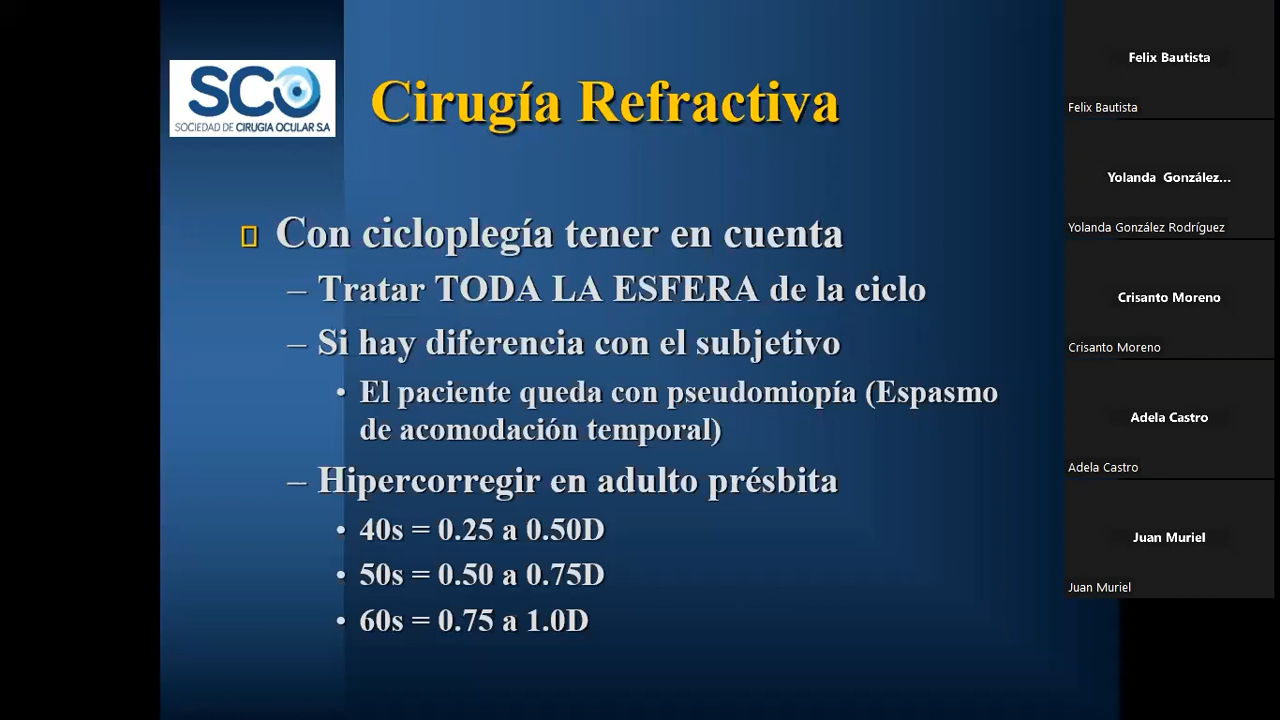 SCO
SOCIEDAD DE CIRUGIA OCULAR S.A
Cirugía Refractiva
Con cicloplegía tener en cuenta
– Tratar TODA LA ESFERA de la ciclo
– Si hay diferencia con el subjetivo
• El paciente queda con pseudomiopía (Espasmo
de acomodación temporal)
– Hipercorregir en adulto présbita
• 40s = 0.25 a 0.50D
• 50s = 0.50 a 0.75D
• 60s = 0.75 a 1.0D
Felix Bautista
Felix Bautista
Yolanda González...
Yolanda González Rodríguez
Crisanto Moreno
Crisanto Moreno
Adela Castro
Adela Castro
Juan Muriel
Juan Muriel